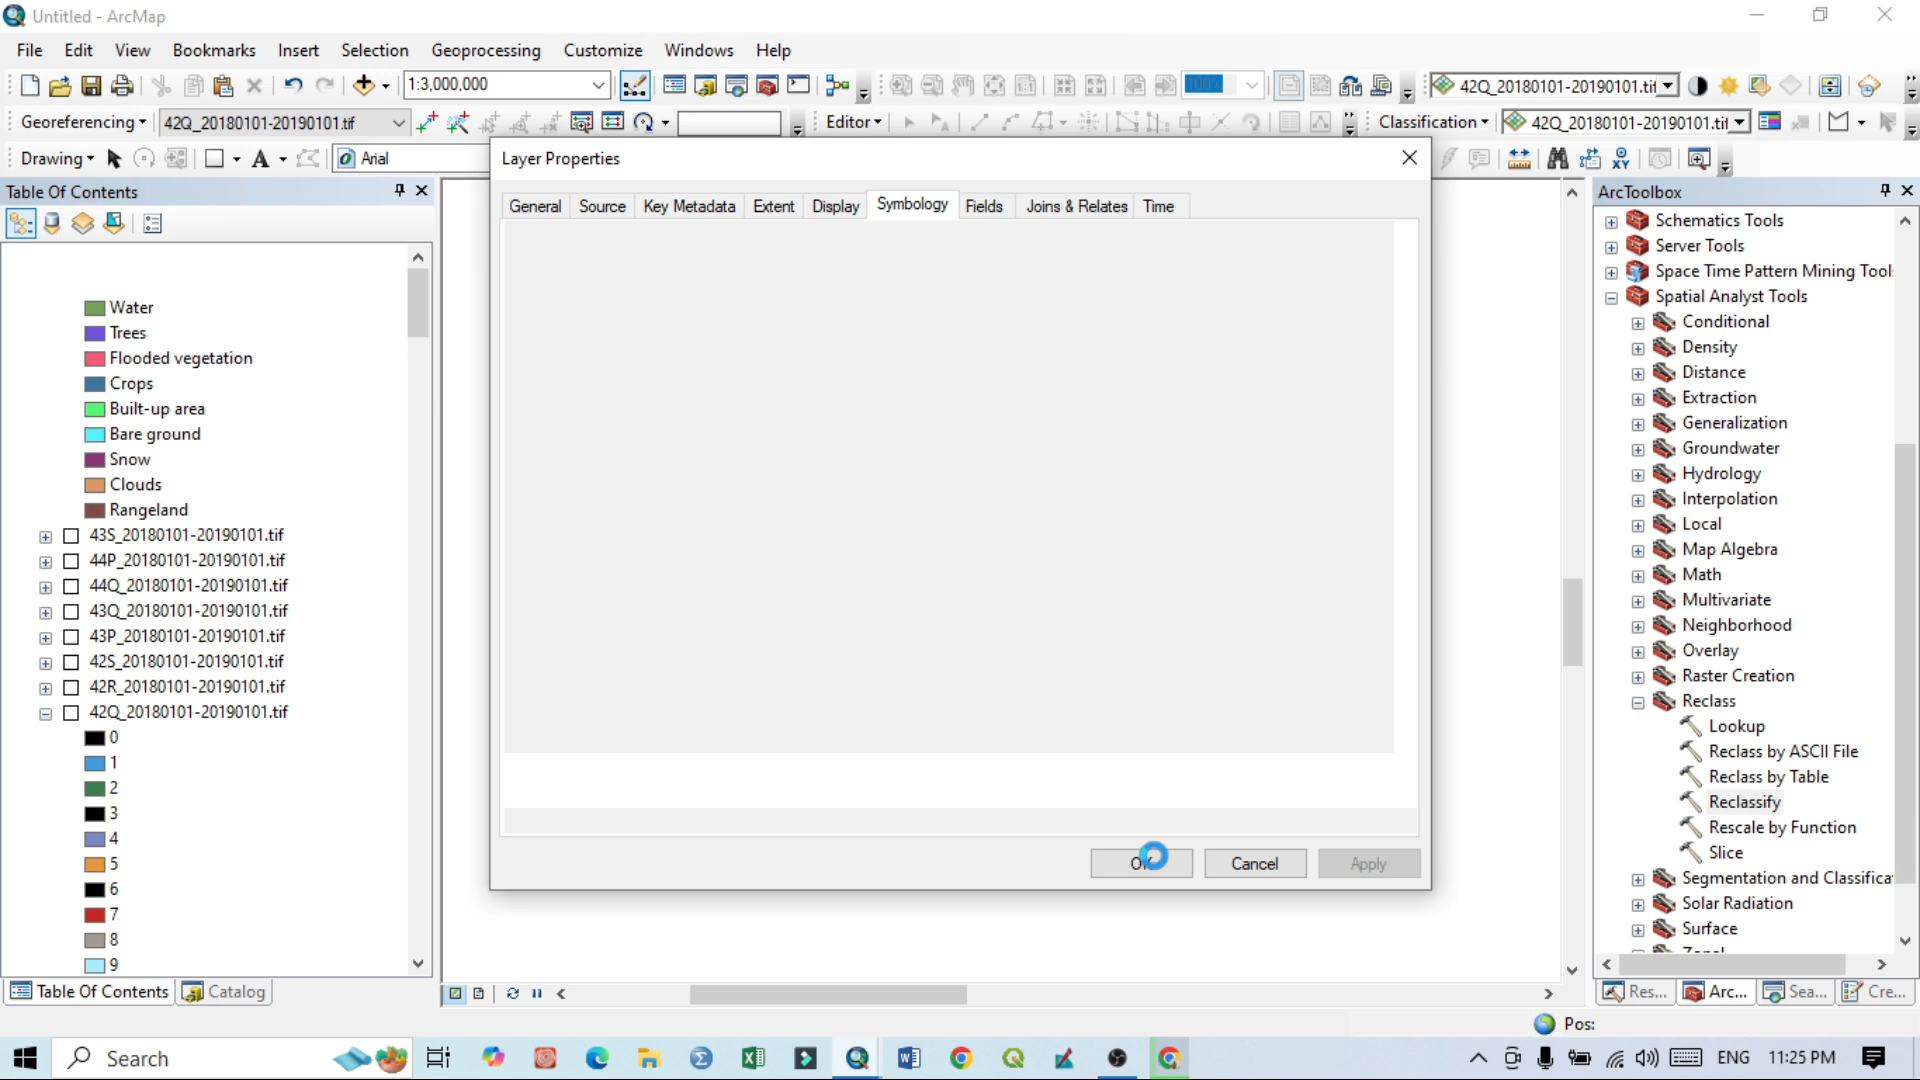 Untitled - ArcMap
File Edit View Bookmarks Insert Selection Geoprocessing Customize Windows Help
1:3,000,000 100% 42Q_20180101-20190101.tif
Georeferencing 42Q_20180101-20190101.tif Editor Classification 42Q_20180101-20190101.tif
Drawing A Arial XY
Layer Properties
General Source Key Metadata Extent Display Symbology Fields Joins & Relates Time
OK Cancel Apply
Table Of Contents
Water
Trees
Flooded vegetation
Crops
Built-up area
Bare ground
Snow
Clouds
Rangeland
43S_20180101-20190101.tif
44P_20180101-20190101.tif
44Q_20180101-20190101.tif
43Q_20180101-20190101.tif
43P_20180101-20190101.tif
42S_20180101-20190101.tif
42R_20180101-20190101.tif
42Q_20180101-20190101.tif
0
1
2
3
4
5
6
7
8
9
Table Of Contents Catalog
ArcToolbox
Schematics Tools
Server Tools
Space Time Pattern Mining Tool
Spatial Analyst Tools
Conditional
Density
Distance
Extraction
Generalization
Groundwater
Hydrology
Interpolation
Local
Map Algebra
Math
Multivariate
Neighborhood
Overlay
Raster Creation
Reclass
Lookup
Reclass by ASCII File
Reclass by Table
Reclassify
Rescale by Function
Slice
Segmentation and Classifica
Solar Radiation
Surface
Zonal
Res... Arc... Sea... Cre...
Pos:
Search ENG 11:25 PM